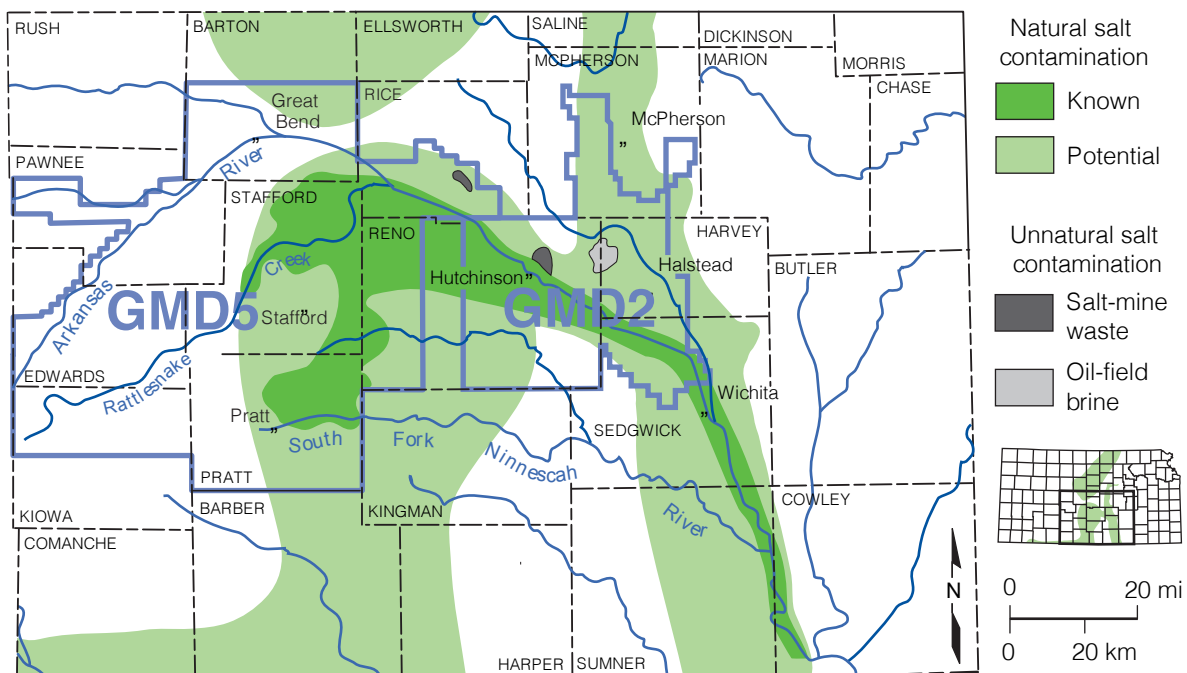 RUSH
BARTON
ELLSWORTH
SALINE
DICKINSON
MCPHERSON
MARION
MORRIS
CHASE
RICE
Great
Bend
McPherson
PAWNEE
River
STAFFORD
RENO
HARVEY
Creek
Hutchinson
Halstead
BUTLER
GMD5
GMD2
Stafford
Arkansas
EDWARDS
Rattlesnake
Wichita
Pratt
South
Fork
Ninnescah
River
SEDGWICK
PRATT
COWLEY
KIOWA
BARBER
KINGMAN
COMANCHE
HARPER
SUMNER
Natural salt
contamination
Known
Potential
Unnatural salt
contamination
Salt-mine
waste
Oil-field
brine
N
0 20 mi
0 20 km